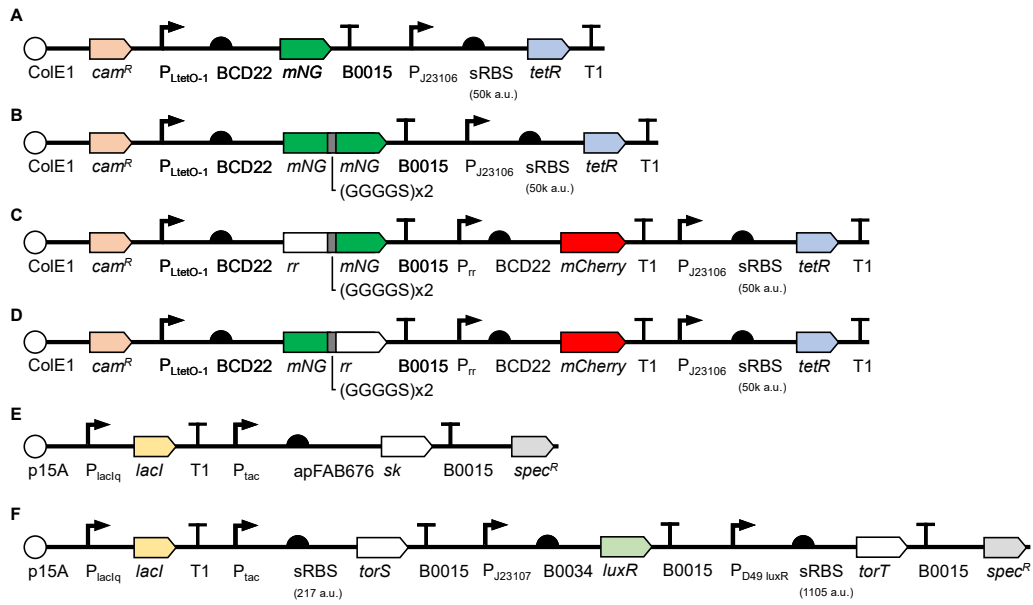 A
ColE1 camR PLtetO-1 BCD22 mNG B0015 PJ23106 sRBS tetR T1
(50k a.u.)
B
ColE1 camR PLtetO-1 BCD22 mNG mNG B0015 PJ23106 sRBS tetR T1
(GGGGS)x2 (50k a.u.)
C
ColE1 camR PLtetO-1 BCD22 rr mNG B0015 Prr BCD22 mCherry T1 PJ23106 sRBS tetR T1
(GGGGS)x2 (50k a.u.)
D
ColE1 camR PLtetO-1 BCD22 mNG rr B0015 Prr BCD22 mCherry T1 PJ23106 sRBS tetR T1
(GGGGS)x2 (50k a.u.)
E
p15A PlacIq lacI T1 Ptac apFAB676 sk B0015 specR
F
p15A PlacIq lacI T1 Ptac sRBS torS B0015 PJ23107 B0034 luxR B0015 PD49 luxR sRBS torT B0015 specR
(217 a.u.) (1105 a.u.)